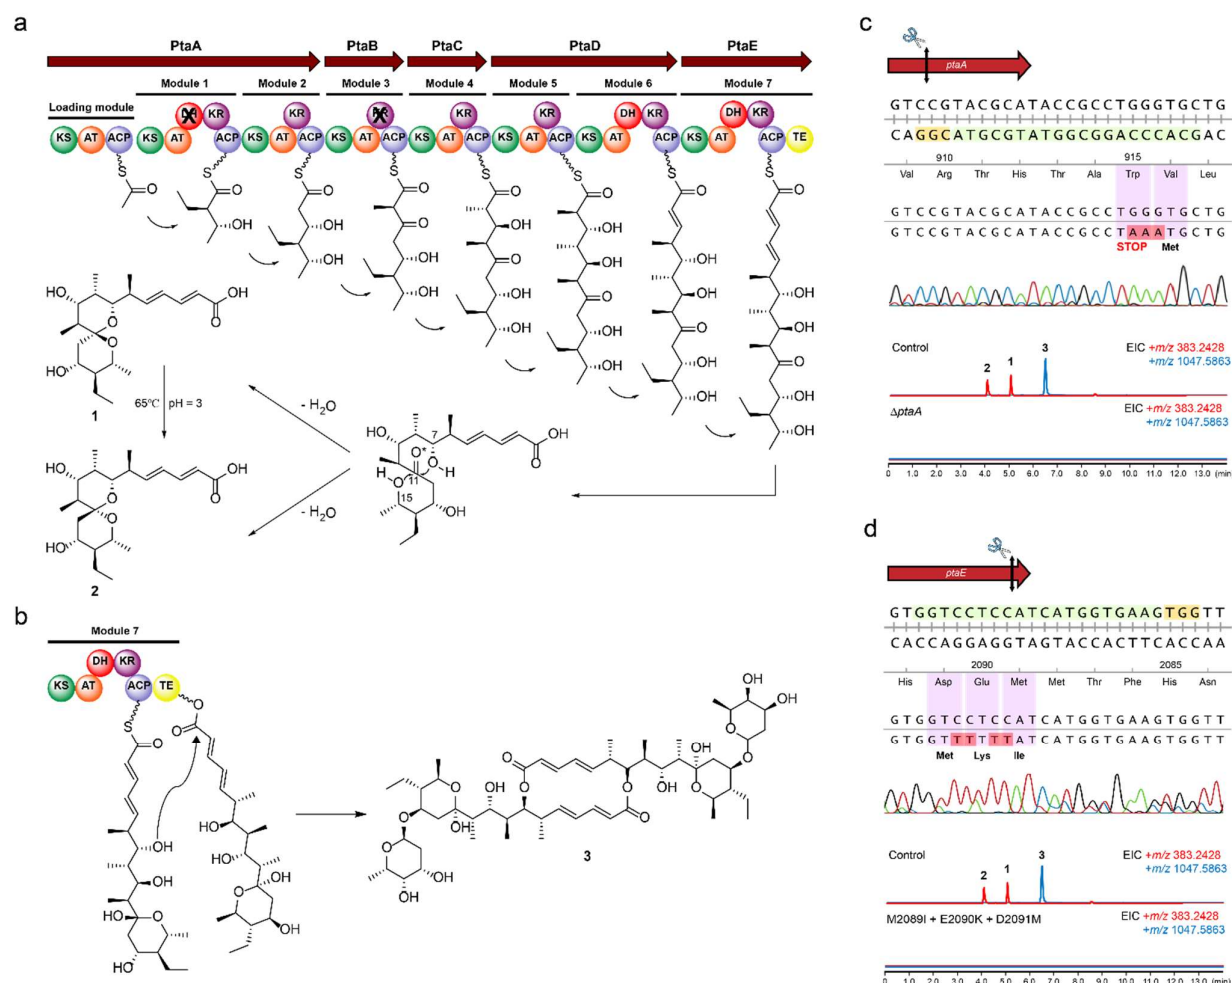 a
PtaA PtaB PtaC PtaD PtaE
Module 1 Module 2 Module 3 Module 4 Module 5 Module 6 Module 7
Loading module
DH KR KR KR KR DH KR DH KR
KS AT ACP KS AT ACP KS AT ACP KS AT ACP KS AT ACP KS AT ACP KS AT ACP KS AT ACP TE
1
65°C pH = 3
2
- H₂O
- H₂O
7
O*
11
15
b
Module 7
DH KR
KS AT ACP TE
3
c
ptaA
GTCCGTACGCATACCGCCTGGGTGCTG
CAGGCATGCGTATGGCGGACCCACGAC
910 915
Val Arg Thr His Thr Ala Trp Val Leu
GTCCGTACGCATACCGCCTGGGTGCTG
GTCCGTACGCATACCGCCTAAATGCTG
STOP Met
Control
2 1 3
EIC +m/z 383.2428
+m/z 1047.5863
ΔptaA
EIC +m/z 383.2428
+m/z 1047.5863
0 1.0 2.0 3.0 4.0 5.0 6.0 7.0 8.0 9.0 10.0 11.0 12.0 13.0 (min)
d
ptaE
GTGGTCCTCCATCATGGTGAAGTGGTT
CACCAGGAGGTAGTACCACTTCACCAA
2090 2085
His Asp Glu Met Met Thr Phe His Asn
GTGGTCCTCCATCATGGTGAAGTGGTT
GTGGTTTTTTATCATGGTGAAGTGGTT
Met Lys Ile
Control
2 1 3
EIC +m/z 383.2428
+m/z 1047.5863
M2089I + E2090K + D2091M
EIC +m/z 383.2428
+m/z 1047.5863
0 1.0 2.0 3.0 4.0 5.0 6.0 7.0 8.0 9.0 10.0 11.0 12.0 13.0